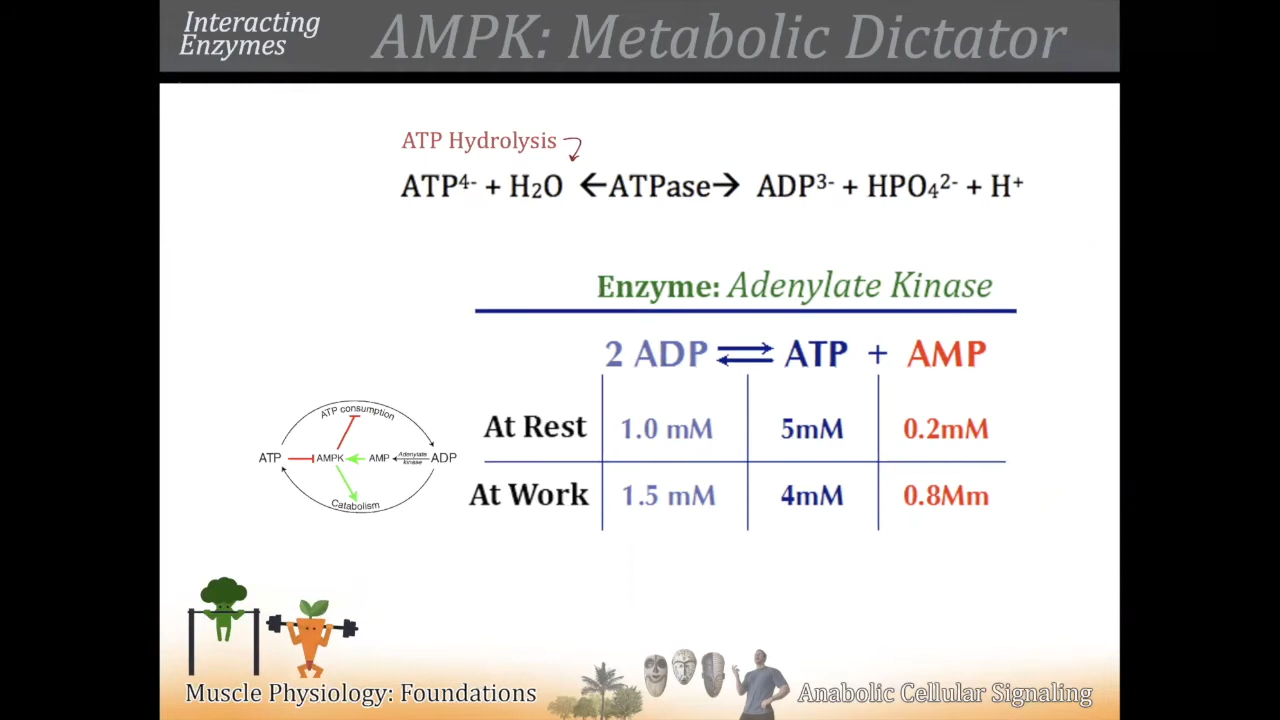 Interacting
Enzymes
AMPK: Metabolic Dictator
ATP Hydrolysis
ATP⁴⁻ + H₂O ←ATPase→ ADP³⁻ + HPO₄²⁻ + H⁺
Enzyme: Adenylate Kinase
2 ADP ⇌ ATP + AMP
At Rest 1.0 mM 5mM 0.2mM
At Work 1.5 mM 4mM 0.8Mm
ATP consumption
ATP AMPK AMP Adenylate kinase ADP
Catabolism
Muscle Physiology: Foundations
Anabolic Cellular Signaling